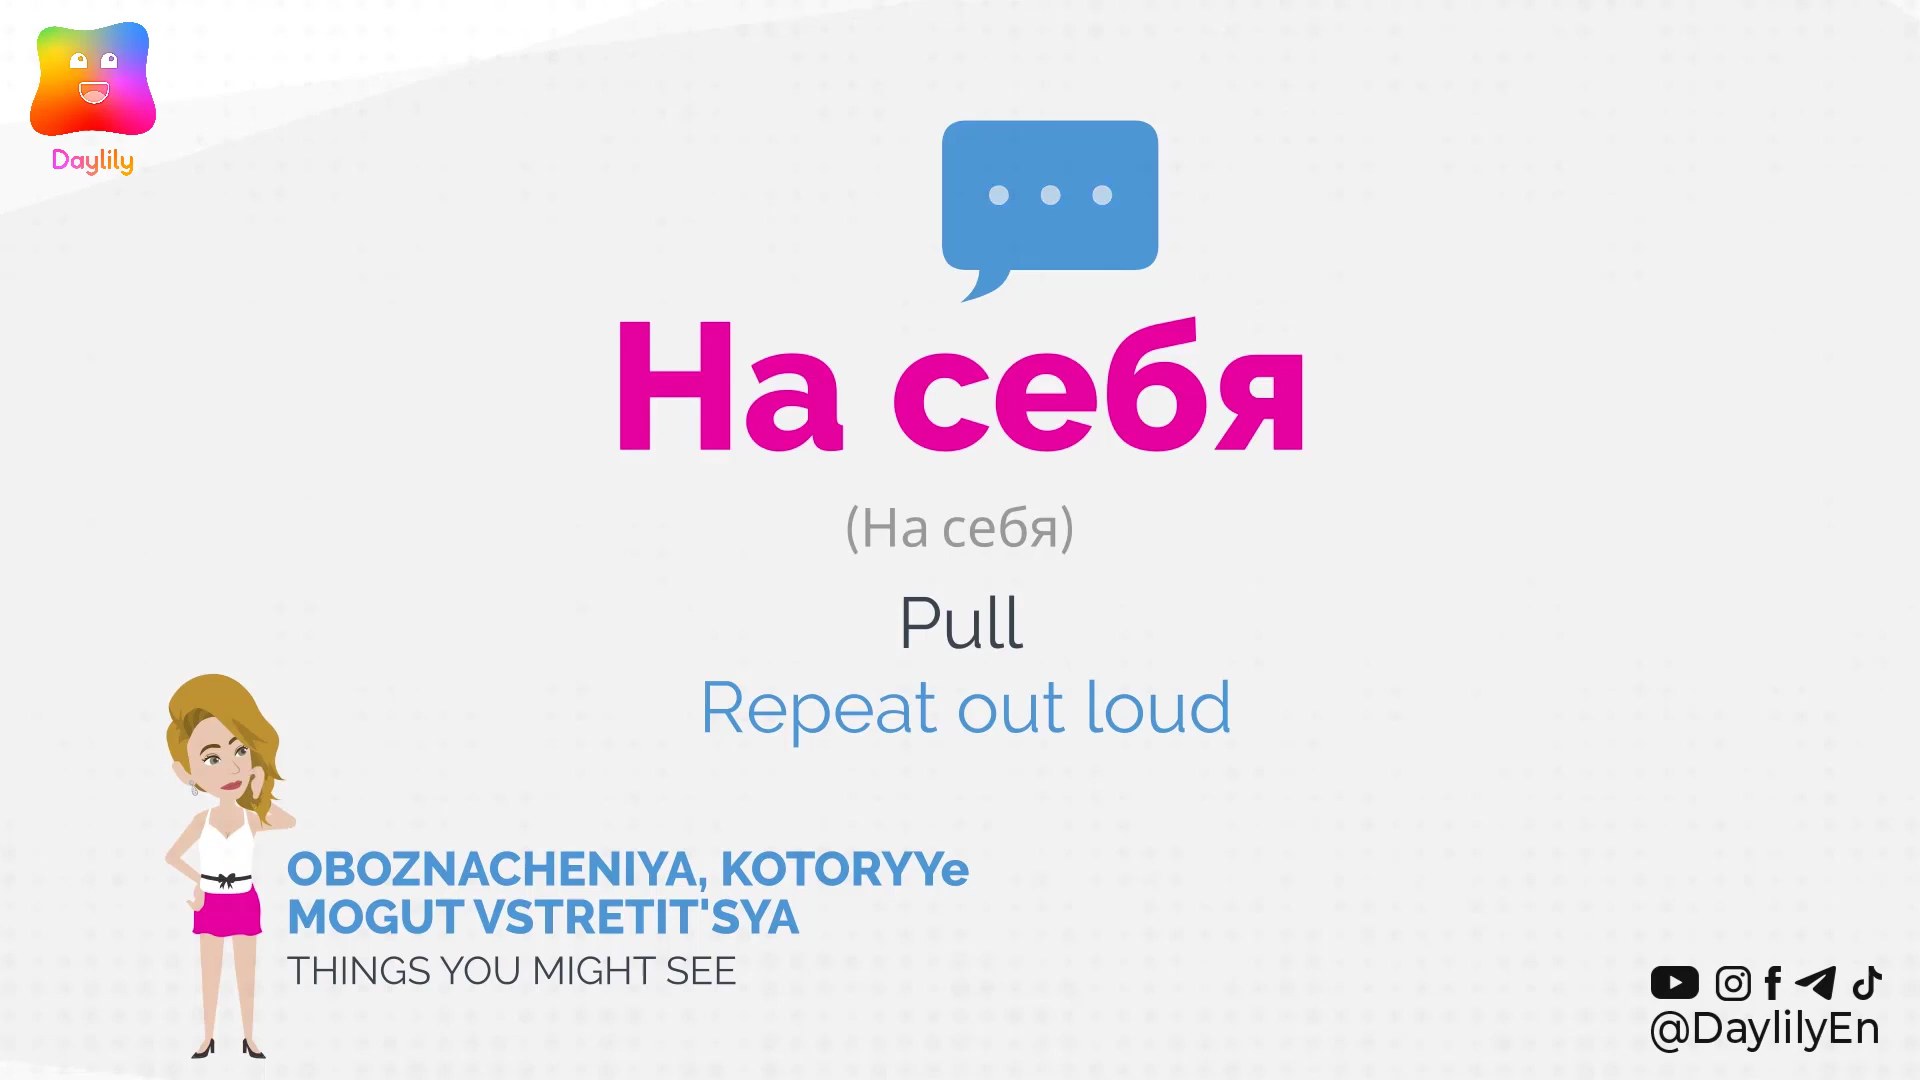 Daylily
На себя
(На себя)
Pull
Repeat out loud
OBOZNACHENIYA, KOTORYYe
MOGUT VSTRETIT'SYA
THINGS YOU MIGHT SEE
@DaylilyEn